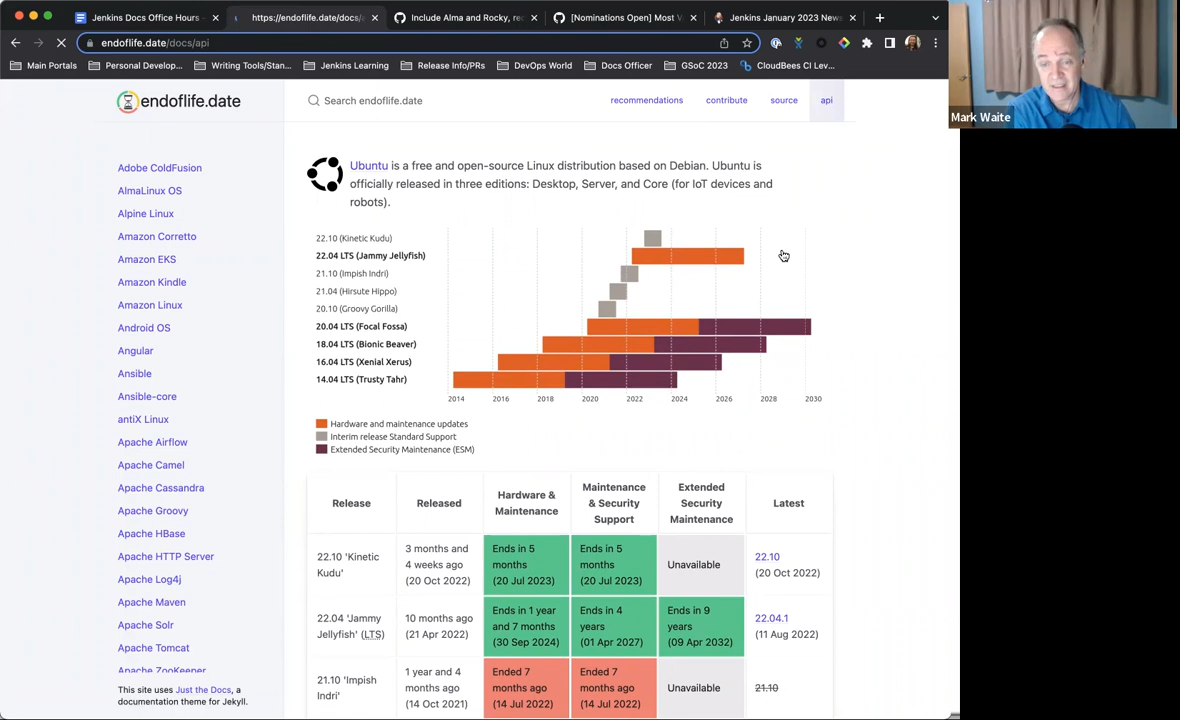 Jenkins Docs Office Hours -
https://endoflife.date/docs/a
Include Alma and Rocky, re
[Nominations Open] Most V
Jenkins January 2023 News
endoflife.date/docs/api
Main Portals
Personal Develop...
Writing Tools/Stan...
Jenkins Learning
Release Info/PRs
DevOps World
Docs Officer
GSoC 2023
CloudBees CI Lev...
Mark Waite
endoflife.date
Search endoflife.date
recommendations
contribute
source
api
Adobe ColdFusion
AlmaLinux OS
Alpine Linux
Amazon Corretto
Amazon EKS
Amazon Kindle
Amazon Linux
Android OS
Angular
Ansible
Ansible-core
antiX Linux
Apache Airflow
Apache Camel
Apache Cassandra
Apache Groovy
Apache HBase
Apache HTTP Server
Apache Log4j
Apache Maven
Apache Solr
Apache Tomcat
Apache ZooKeeper
This site uses Just the Docs, a
documentation theme for Jekyll.
Ubuntu is a free and open-source Linux distribution based on Debian. Ubuntu is
officially released in three editions: Desktop, Server, and Core (for IoT devices and
robots).
22.10 (Kinetic Kudu)
22.04 LTS (Jammy Jellyfish)
21.10 (Impish Indri)
21.04 (Hirsute Hippo)
20.10 (Groovy Gorilla)
20.04 LTS (Focal Fossa)
18.04 LTS (Bionic Beaver)
16.04 LTS (Xenial Xerus)
14.04 LTS (Trusty Tahr)
2014 2016 2018 2020 2022 2024 2026 2028 2030
Hardware and maintenance updates
Interim release Standard Support
Extended Security Maintenance (ESM)
Release
Released
Hardware &
Maintenance
Maintenance
& Security
Support
Extended
Security
Maintenance
Latest
22.10 'Kinetic
Kudu'
3 months and
4 weeks ago
(20 Oct 2022)
Ends in 5
months
(20 Jul 2023)
Ends in 5
months
(20 Jul 2023)
Unavailable
22.10
(20 Oct 2022)
22.04 'Jammy
Jellyfish' (LTS)
10 months ago
(21 Apr 2022)
Ends in 1 year
and 7 months
(30 Sep 2024)
Ends in 4
years
(01 Apr 2027)
Ends in 9
years
(09 Apr 2032)
22.04.1
(11 Aug 2022)
21.10 'Impish
Indri'
1 year and 4
months ago
(14 Oct 2021)
Ended 7
months ago
(14 Jul 2022)
Ended 7
months ago
(14 Jul 2022)
Unavailable
21.10